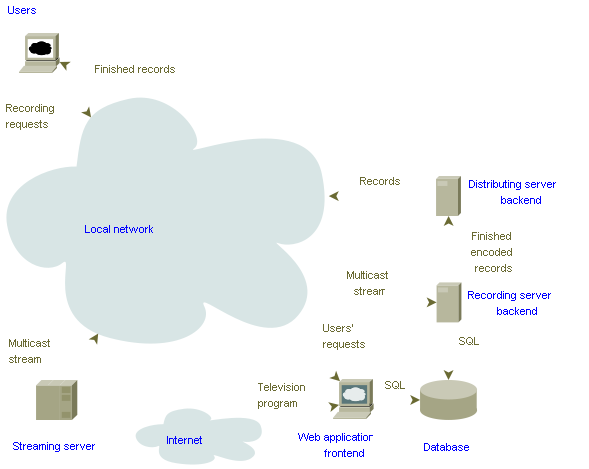 Users
Finished records
Recording
requests
Records
Distributing server
backend
Local network
Finished
encoded
records
Multicast
stream
Recording server
backend
Users'
requests
SQL
Multicast
stream
Television
program
SQL
Streaming server
Internet
Web application
frontend
Database